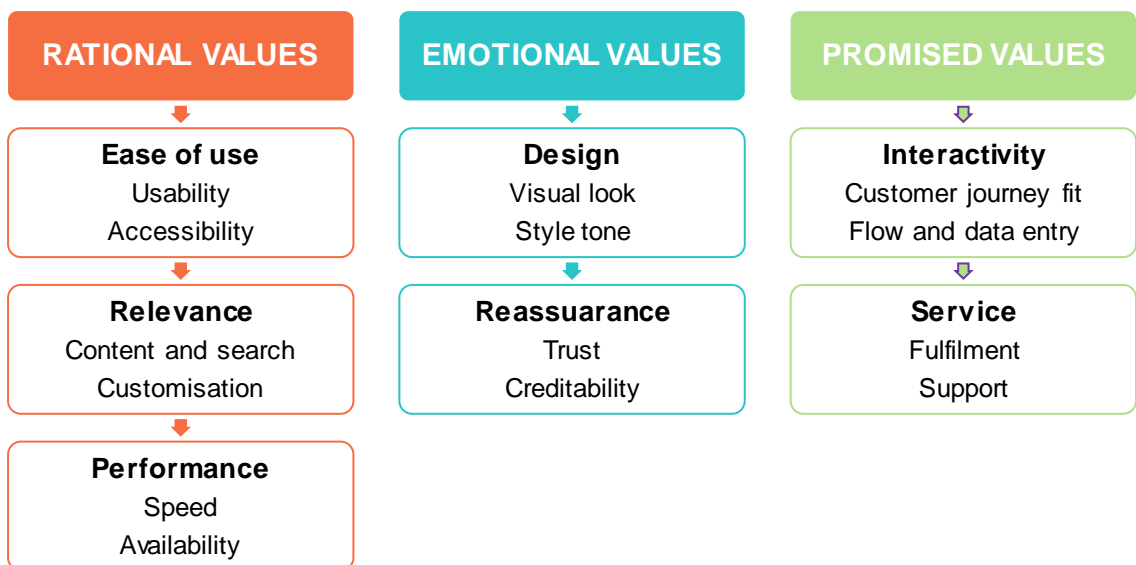 RATIONAL VALUES
Ease of use
Usability
Accessibility
Relevance
Content and search
Customisation
Performance
Speed
Availability
EMOTIONAL VALUES
Design
Visual look
Style tone
Reassuarance
Trust
Creditability
PROMISED VALUES
Interactivity
Customer journey fit
Flow and data entry
Service
Fulfilment
Support